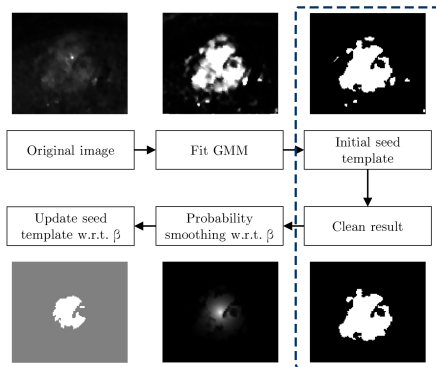 Original image
Fit GMM
Initial seed
template
Update seed
template w.r.t. β
Probability
smoothing w.r.t. β
Clean result